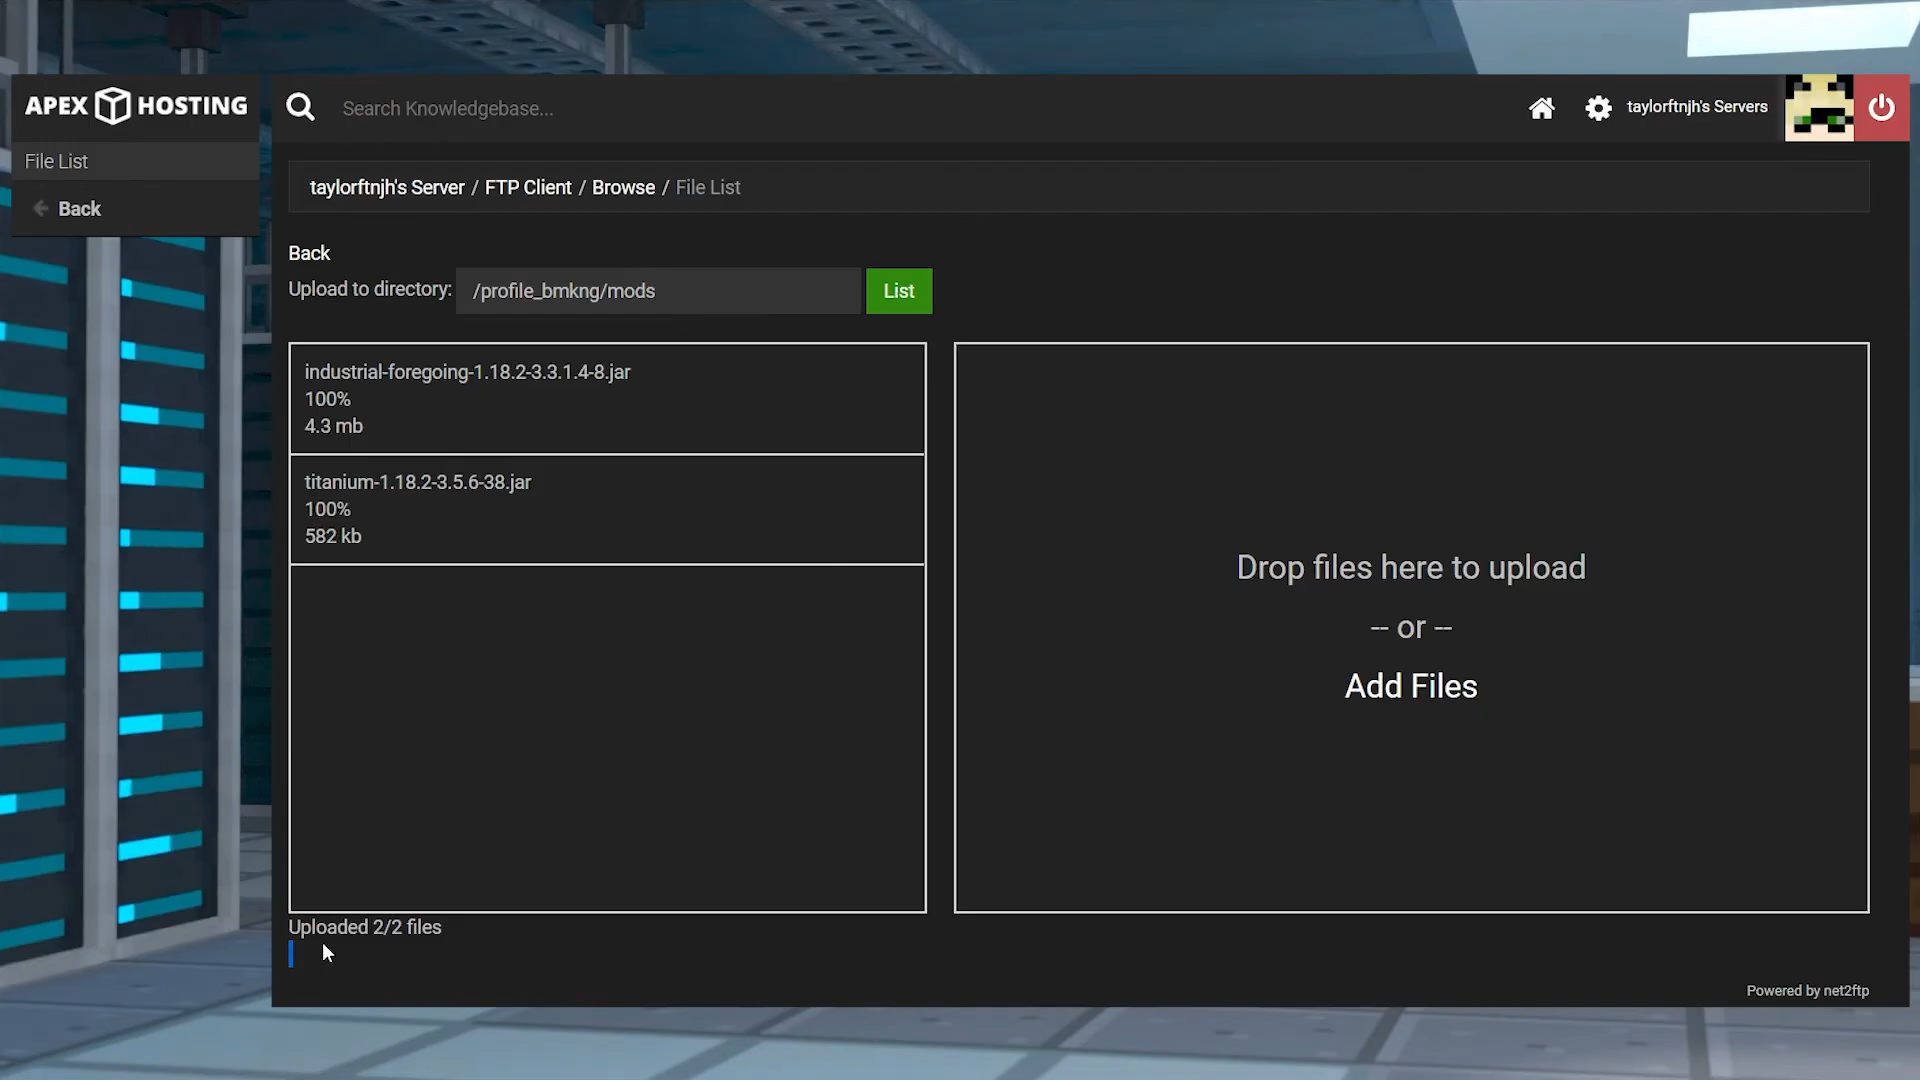 APEX HOSTING
Search Knowledgebase...
taylorftnjh's Servers
File List
Back
taylorftnjh's Server / FTP Client / Browse / File List
Back
Upload to directory: /profile_bmkng/mods List
industrial-foregoing-1.18.2-3.3.1.4-8.jar
100%
4.3 mb
titanium-1.18.2-3.5.6-38.jar
100%
582 kb
Drop files here to upload
-- or --
Add Files
Uploaded 2/2 files
Powered by net2ftp